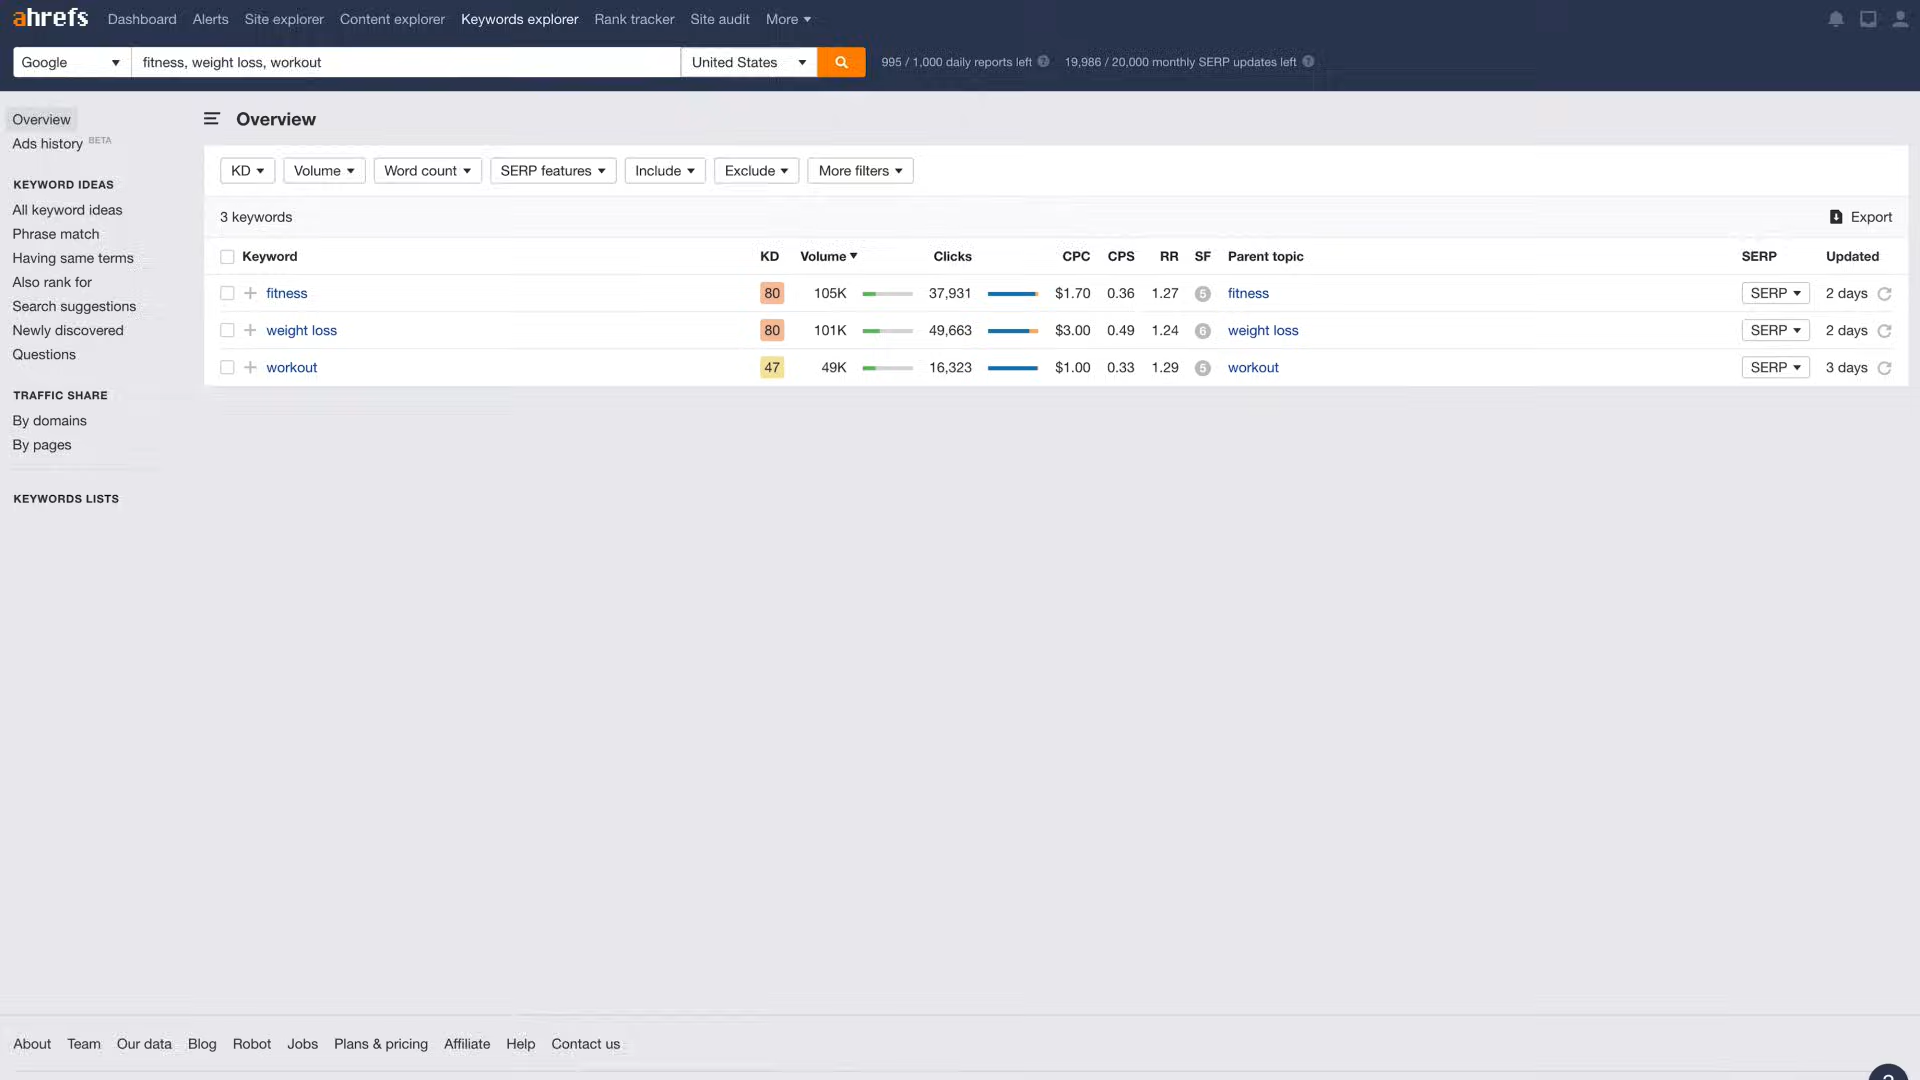 ahrefs Dashboard Alerts Site explorer Content explorer Keywords explorer Rank tracker Site audit More
Google fitness, weight loss, workout United States 995 / 1,000 daily reports left ? 19,986 / 20,000 monthly SERP updates left ?
Overview
Ads history BETA
KEYWORD IDEAS
All keyword ideas
Phrase match
Having same terms
Also rank for
Search suggestions
Newly discovered
Questions
TRAFFIC SHARE
By domains
By pages
KEYWORDS LISTS
Overview
KD Volume Word count SERP features Include Exclude More filters
3 keywords Export
Keyword KD Volume Clicks CPC CPS RR SF Parent topic SERP Updated
fitness 80 105K 37,931 $1.70 0.36 1.27 5 fitness SERP 2 days
weight loss 80 101K 49,663 $3.00 0.49 1.24 6 weight loss SERP 2 days
workout 47 49K 16,323 $1.00 0.33 1.29 5 workout SERP 3 days
About Team Our data Blog Robot Jobs Plans & pricing Affiliate Help Contact us